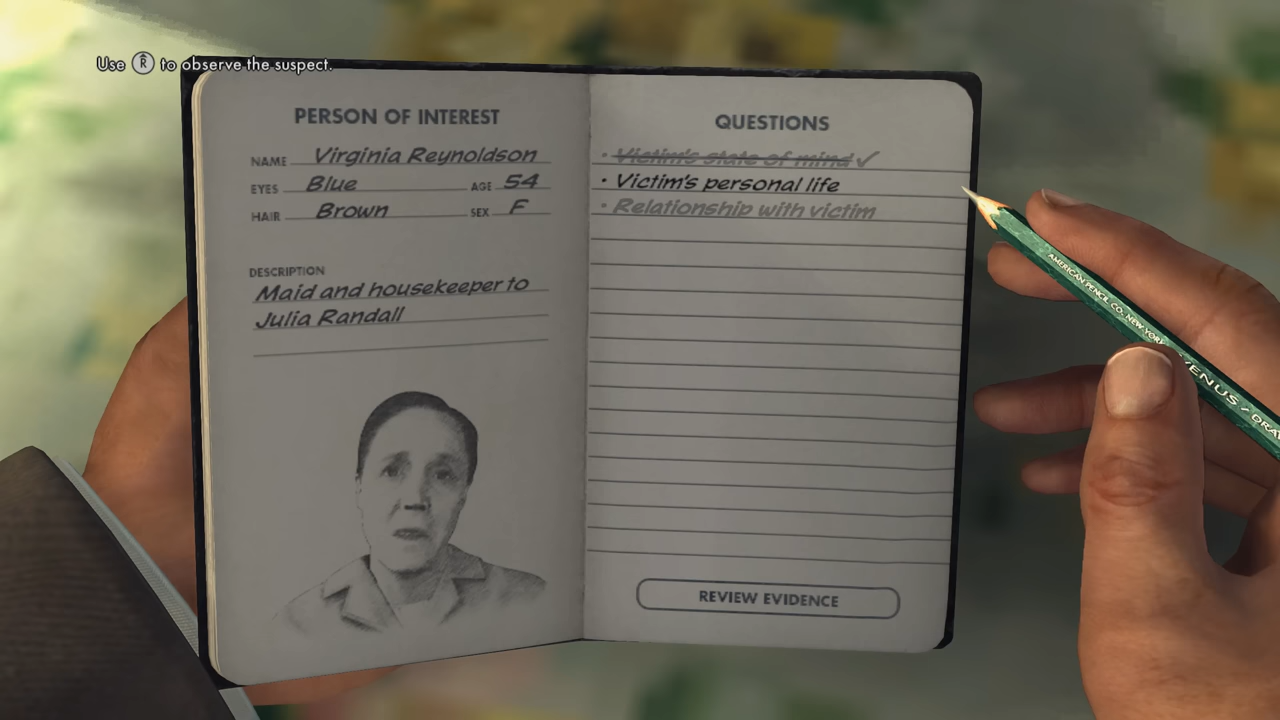 Use R to observe the suspect.
PERSON OF INTEREST
NAME Virginia Reynoldson
EYES Blue AGE 54
HAIR Brown SEX F
DESCRIPTION
Maid and housekeeper to
Julia Randall
QUESTIONS
· Victim's state of mind ✓
· Victim's personal life
· Relationship with victim
REVIEW EVIDENCE
AMERICAN PENCIL CO. NEW YORK
VENUS / DRA